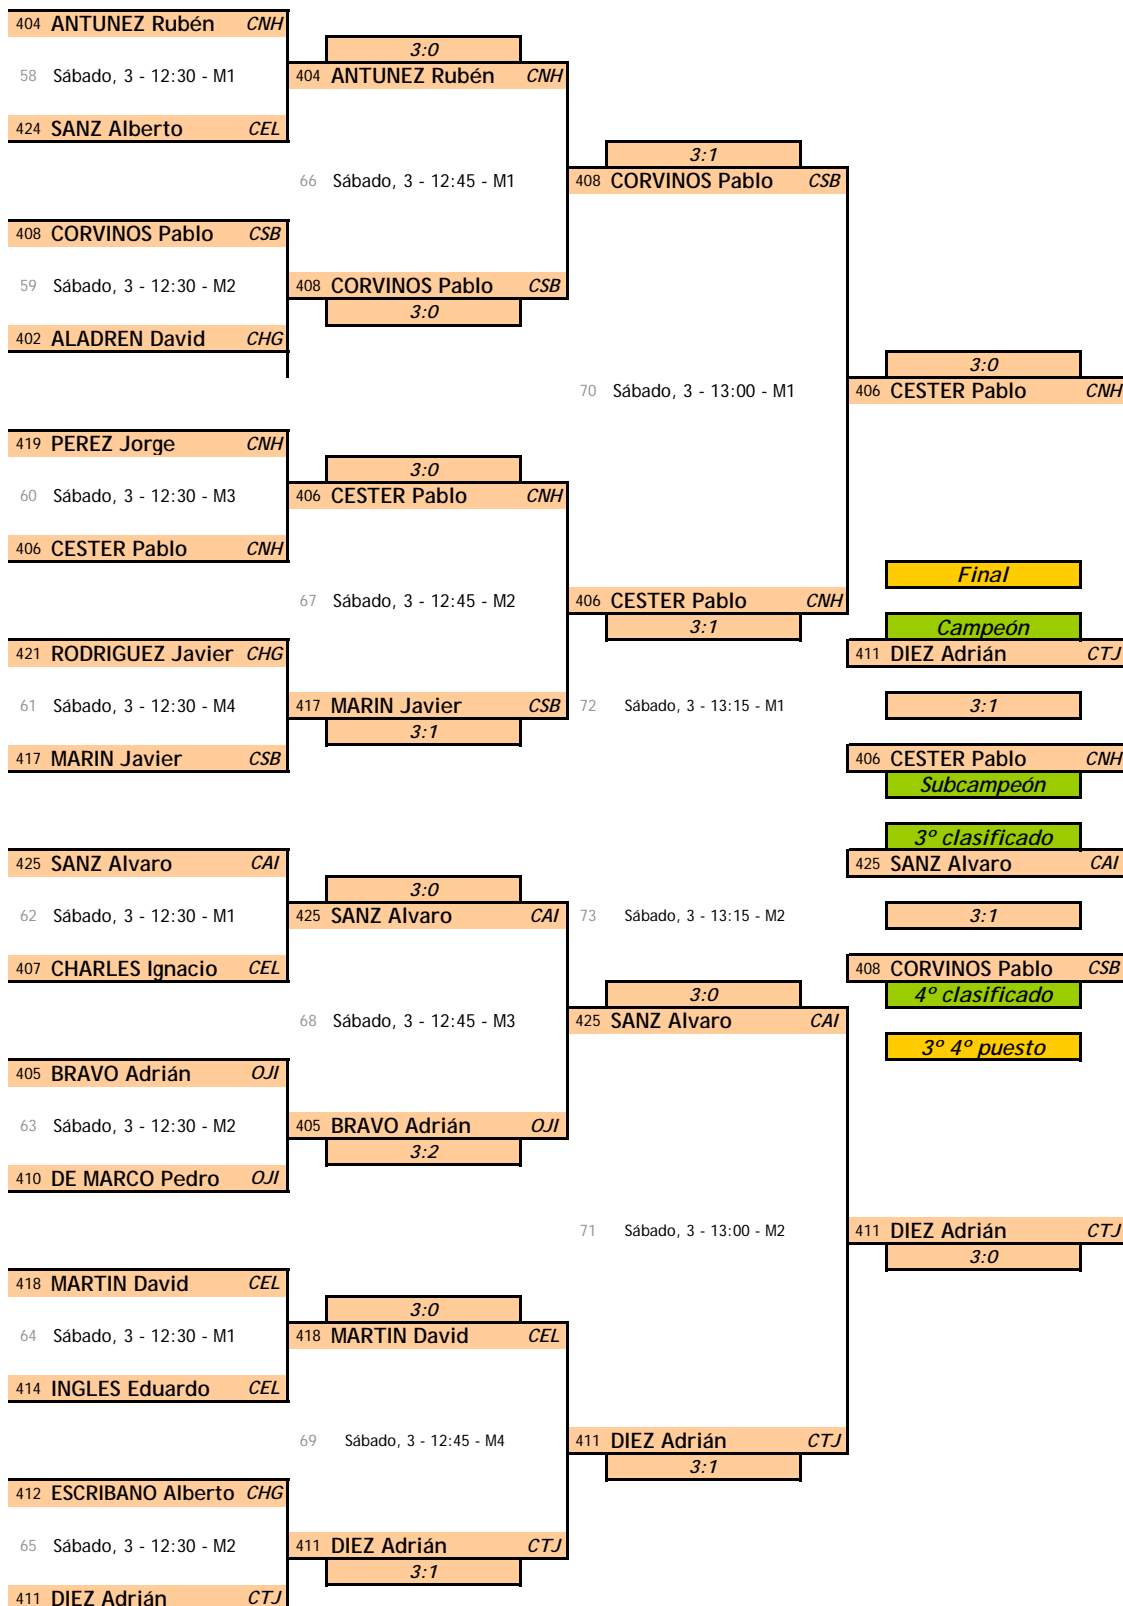 404 ANTUNEZ Rubén CNH
3:0
58 Sábado, 3 - 12:30 - M1
404 ANTUNEZ Rubén CNH
424 SANZ Alberto CEL
3:1
66 Sábado, 3 - 12:45 - M1
408 CORVINOS Pablo CSB
408 CORVINOS Pablo CSB
59 Sábado, 3 - 12:30 - M2
408 CORVINOS Pablo CSB
3:0
402 ALADREN David CHG
3:0
70 Sábado, 3 - 13:00 - M1
406 CESTER Pablo CNH
419 PEREZ Jorge CNH
3:0
60 Sábado, 3 - 12:30 - M3
406 CESTER Pablo CNH
406 CESTER Pablo CNH
Final
67 Sábado, 3 - 12:45 - M2
406 CESTER Pablo CNH
3:1
Campeón
421 RODRIGUEZ Javier CHG
411 DIEZ Adrián CTJ
61 Sábado, 3 - 12:30 - M4
417 MARIN Javier CSB
72 Sábado, 3 - 13:15 - M1
3:1
3:1
417 MARIN Javier CSB
406 CESTER Pablo CNH
Subcampeón
3º clasificado
425 SANZ Alvaro CAI
425 SANZ Alvaro CAI
3:0
62 Sábado, 3 - 12:30 - M1
425 SANZ Alvaro CAI
73 Sábado, 3 - 13:15 - M2
3:1
407 CHARLES Ignacio CEL
408 CORVINOS Pablo CSB
3:0
4º clasificado
68 Sábado, 3 - 12:45 - M3
425 SANZ Alvaro CAI
3º 4º puesto
405 BRAVO Adrián OJI
63 Sábado, 3 - 12:30 - M2
405 BRAVO Adrián OJI
3:2
410 DE MARCO Pedro OJI
71 Sábado, 3 - 13:00 - M2
411 DIEZ Adrián CTJ
3:0
418 MARTIN David CEL
3:0
64 Sábado, 3 - 12:30 - M1
418 MARTIN David CEL
414 INGLES Eduardo CEL
69 Sábado, 3 - 12:45 - M4
411 DIEZ Adrián CTJ
3:1
412 ESCRIBANO Alberto CHG
65 Sábado, 3 - 12:30 - M2
411 DIEZ Adrián CTJ
3:1
411 DIEZ Adrián CTJ